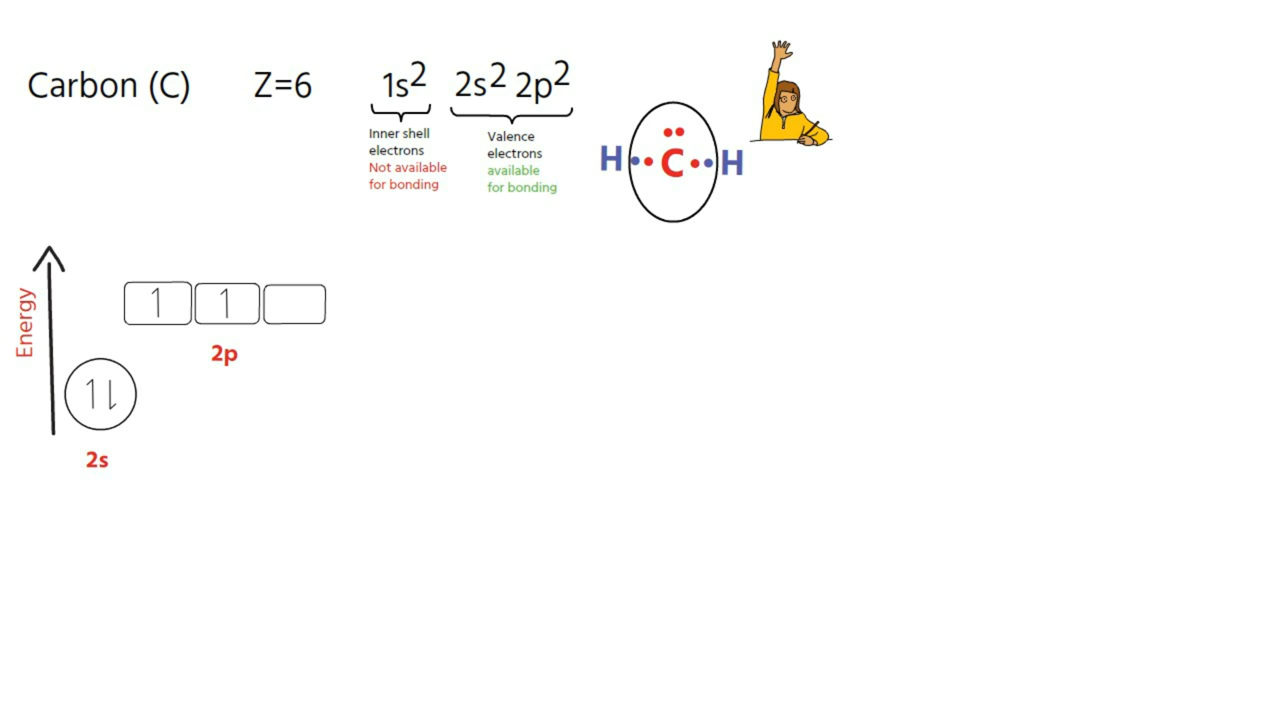 Carbon (C) Z=6 1s² 2s² 2p²
Inner shell
electrons
Not available
for bonding
Valence
electrons
available
for bonding
H •• C •• H
Energy
1 1
2p
1⇂
2s